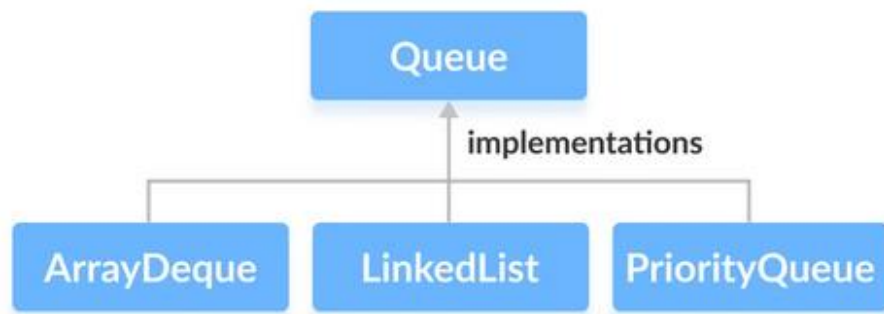 Queue
implementations
ArrayDeque
LinkedList
PriorityQueue